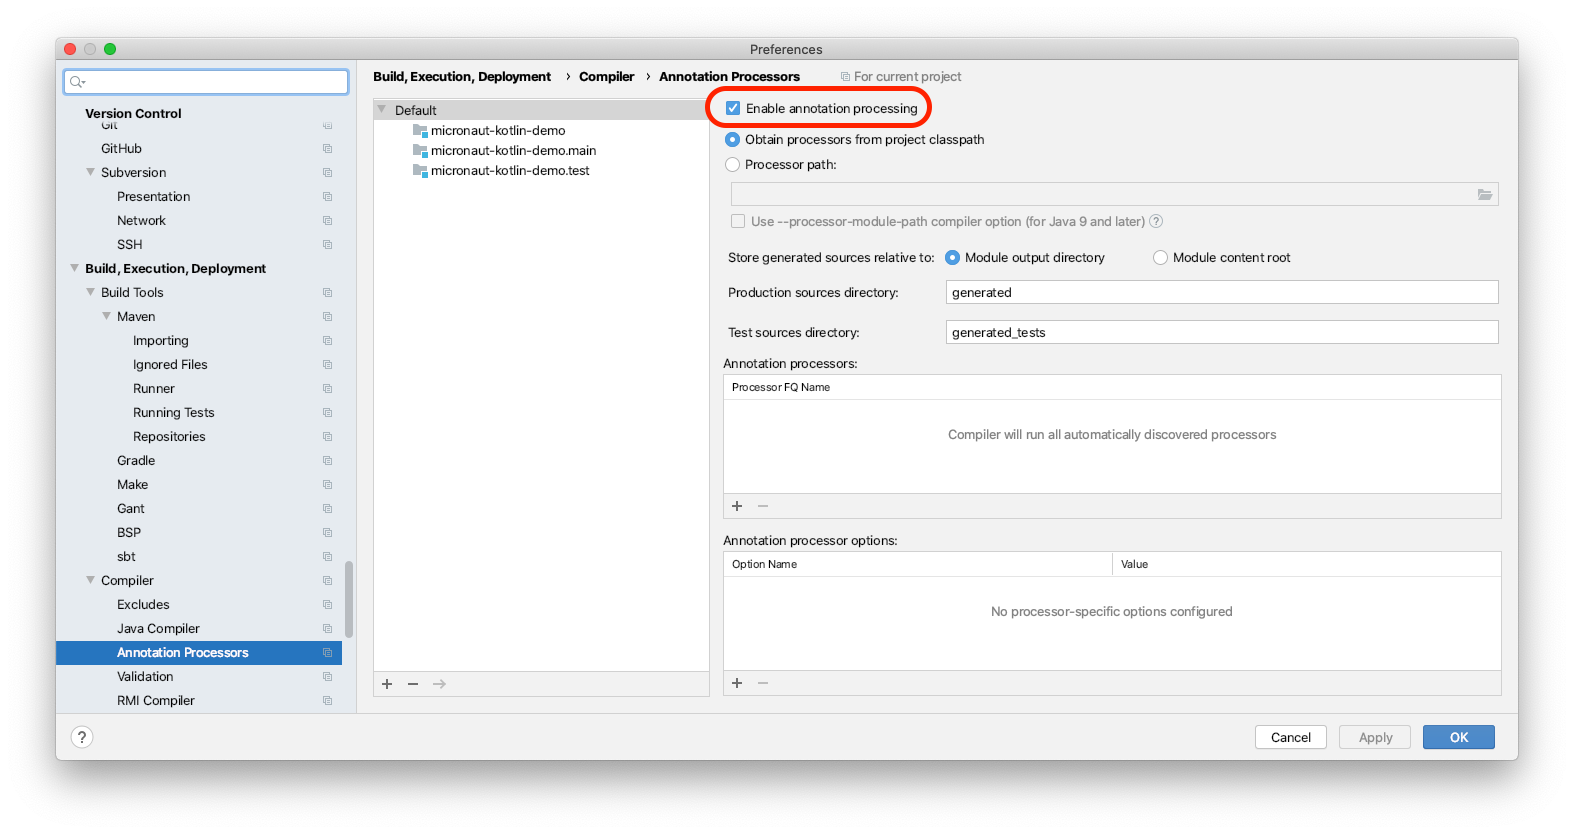 Preferences
Version Control
Git
GitHub
Subversion
Presentation
Network
SSH
Build, Execution, Deployment
Build Tools
Maven
Importing
Ignored Files
Runner
Running Tests
Repositories
Gradle
Make
Gant
BSP
sbt
Compiler
Excludes
Java Compiler
Annotation Processors
Validation
RMI Compiler
Build, Execution, Deployment › Compiler › Annotation Processors
For current project
Default
micronaut-kotlin-demo
micronaut-kotlin-demo.main
micronaut-kotlin-demo.test
Enable annotation processing
Obtain processors from project classpath
Processor path:
Use --processor-module-path compiler option (for Java 9 and later) ?
Store generated sources relative to: Module output directory Module content root
Production sources directory: generated
Test sources directory: generated_tests
Annotation processors:
Processor FQ Name
Compiler will run all automatically discovered processors
Annotation processor options:
Option Name Value
No processor-specific options configured
? Cancel Apply OK